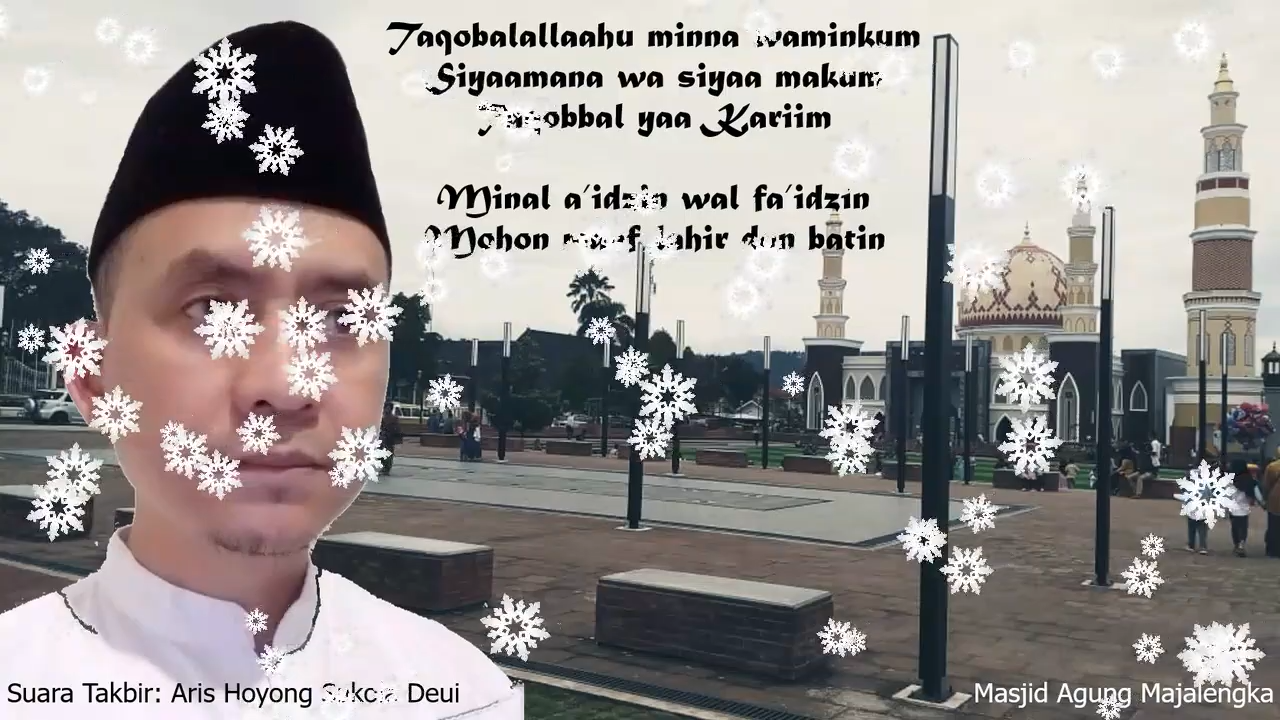 Taqobalallaahu minna waminkum
Siyaamana wa siyaa makum
Taqobbal yaa Kariim
Minal a'idzin wal fa'idzin
Mohon maaf lahir dan batin
Suara Takbir: Aris Hoyong Deui
Masjid Agung Majalengka